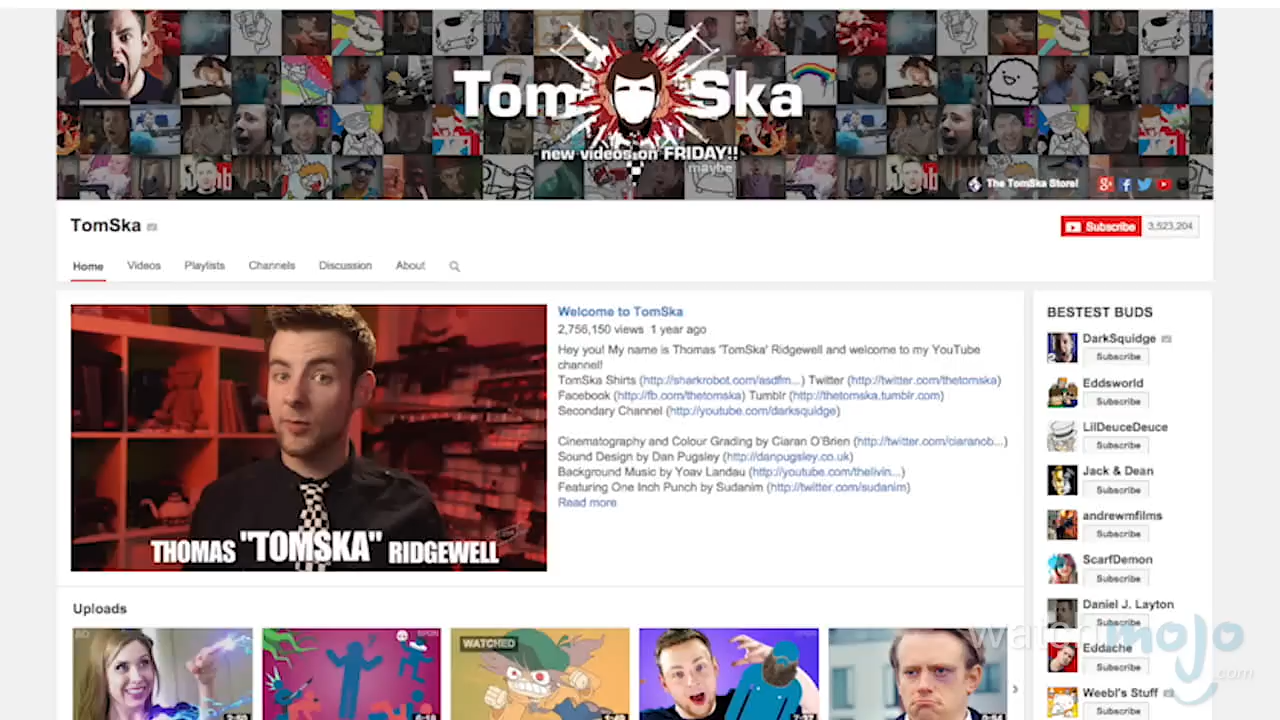 TomSka
new videos on FRIDAY!!
maybe
The TomSka Store!
TomSka
Subscribe 3,523,204
Home Videos Playlists Channels Discussion About
THOMAS "TOMSKA" RIDGEWELL
Welcome to TomSka
2,756,150 views 1 year ago
Hey you! My name is Thomas 'TomSka' Ridgewell and welcome to my YouTube
channel!
TomSka Shirts (http://sharkrobot.com/asdfm...) Twitter (http://twitter.com/thetomska)
Facebook (http://fb.com/thetomska) Tumblr (http://thetomska.tumblr.com)
Secondary Channel (http://youtube.com/darksquidge)
Cinematography and Colour Grading by Ciaran O'Brien (http://twitter.com/ciaranob...)
Sound Design by Dan Pugsley (http://danpugsley.co.uk)
Background Music by Yoav Landau (http://youtube.com/thelivin...)
Featuring One Inch Punch by Sudanim (http://twitter.com/sudanim)
Read more
BESTEST BUDS
DarkSquidge
Subscribe
Eddsworld
Subscribe
LilDeuceDeuce
Subscribe
Jack & Dean
Subscribe
andrewmfilms
Subscribe
ScarfDemon
Subscribe
Daniel J. Layton
Subscribe
Eddache
Subscribe
Weebl's Stuff
Subscribe
Uploads
WATCHED
watchmojo
.com